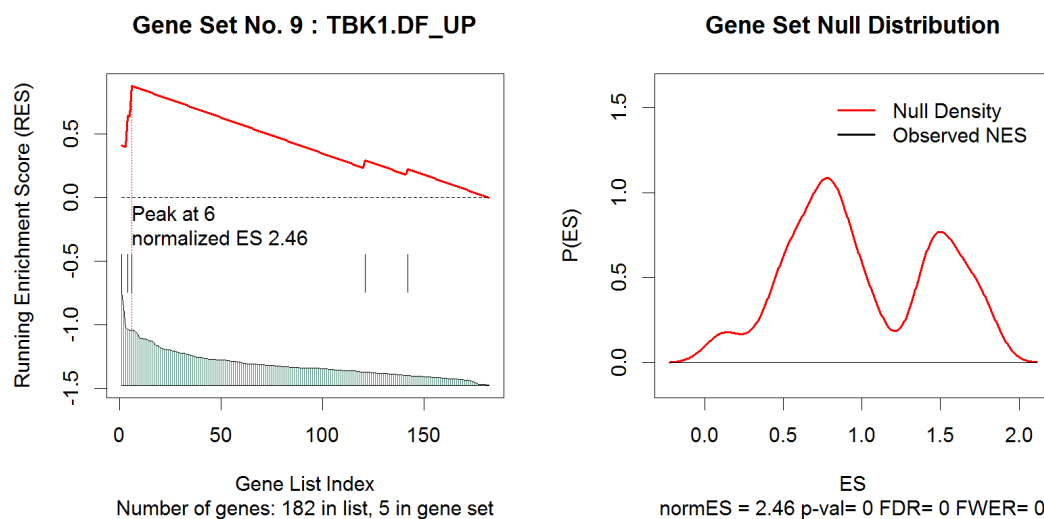 Gene Set No. 9 : TBK1.DF_UP
Running Enrichment Score (RES)
0.5
0.0
-0.5
-1.0
-1.5
Peak at 6
normalized ES 2.46
0
50
100
150
Gene List Index
Number of genes: 182 in list, 5 in gene set
Gene Set Null Distribution
P(ES)
1.5
1.0
0.5
0.0
Null Density
Observed NES
0.0
0.5
1.0
1.5
2.0
ES
normES = 2.46 p-val= 0 FDR= 0 FWER= 0